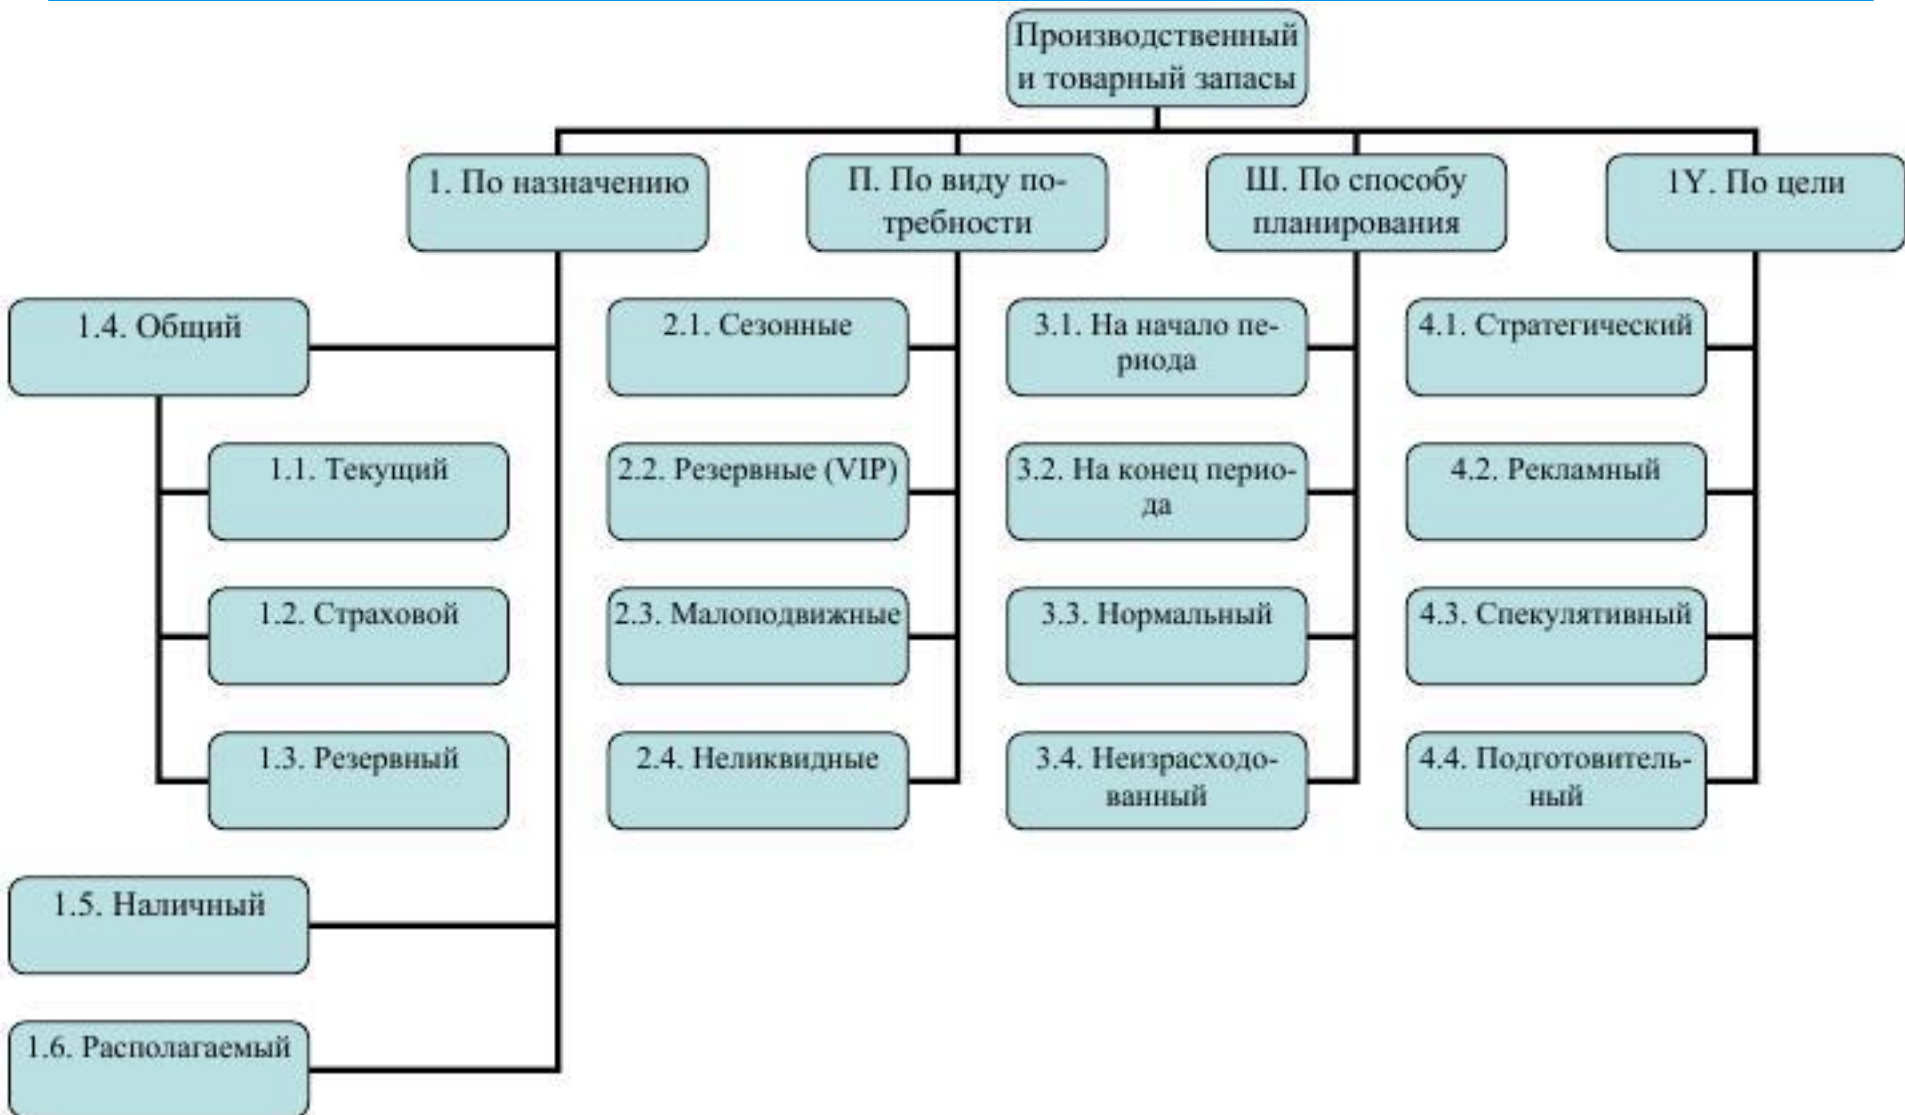 Производственный
и товарный запасы
1. По назначению
П. По виду по-
требности
Ш. По способу
планирования
1Y. По цели
1.4. Общий
2.1. Сезонные
3.1. На начало пе-
риода
4.1. Стратегический
1.1. Текущий
2.2. Резервные (VIP)
3.2. На конец перио-
да
4.2. Рекламный
1.2. Страховой
2.3. Малоподвижные
3.3. Нормальный
4.3. Спекулятивный
1.3. Резервный
2.4. Неликвидные
3.4. Неизрасходо-
ванный
4.4. Подготовитель-
ный
1.5. Наличный
1.6. Располагаемый